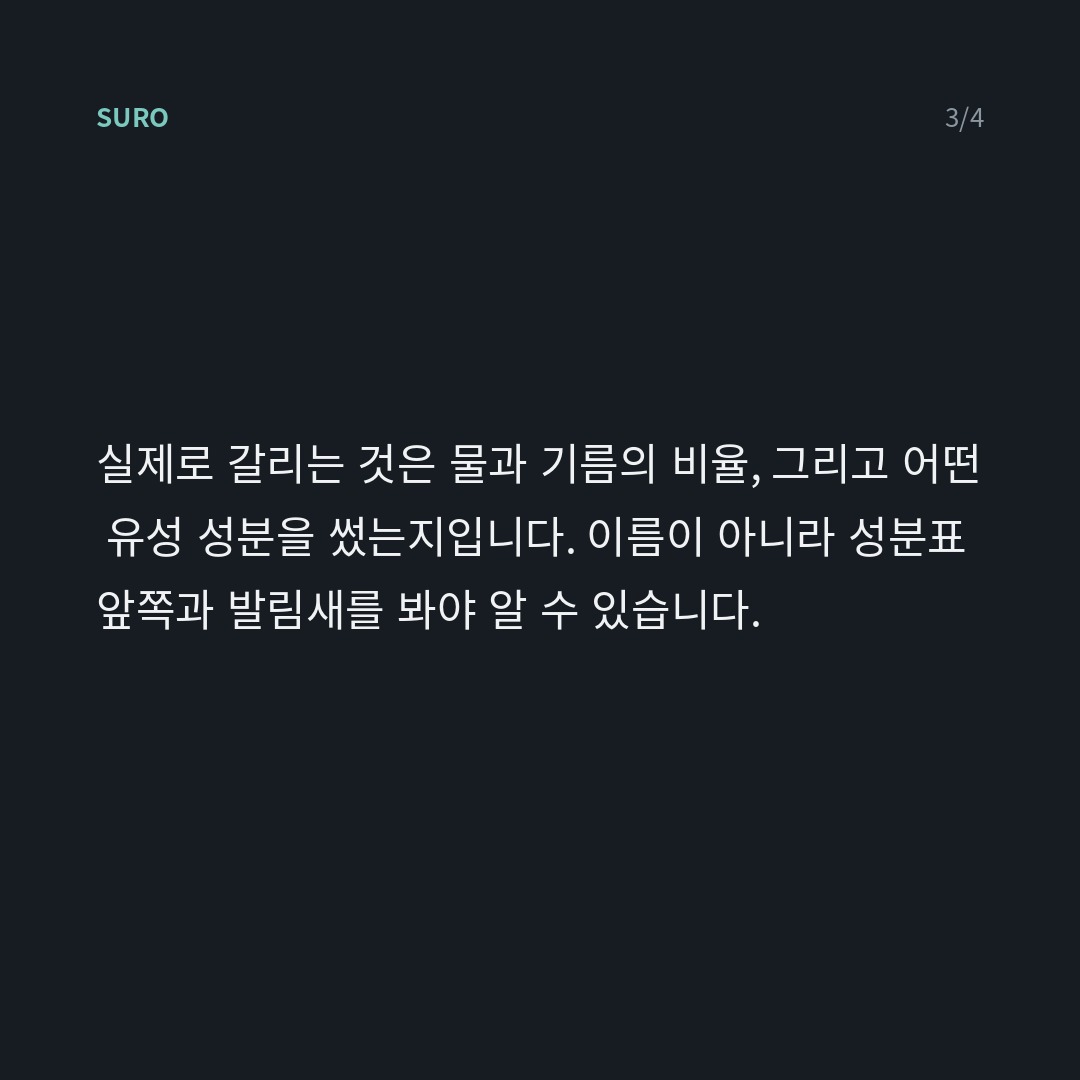 SURO
3/4
실제로 갈리는 것은 물과 기름의 비율, 그리고 어떤
유성 성분을 썼는지입니다. 이름이 아니라 성분표
앞쪽과 발림새를 봐야 알 수 있습니다.